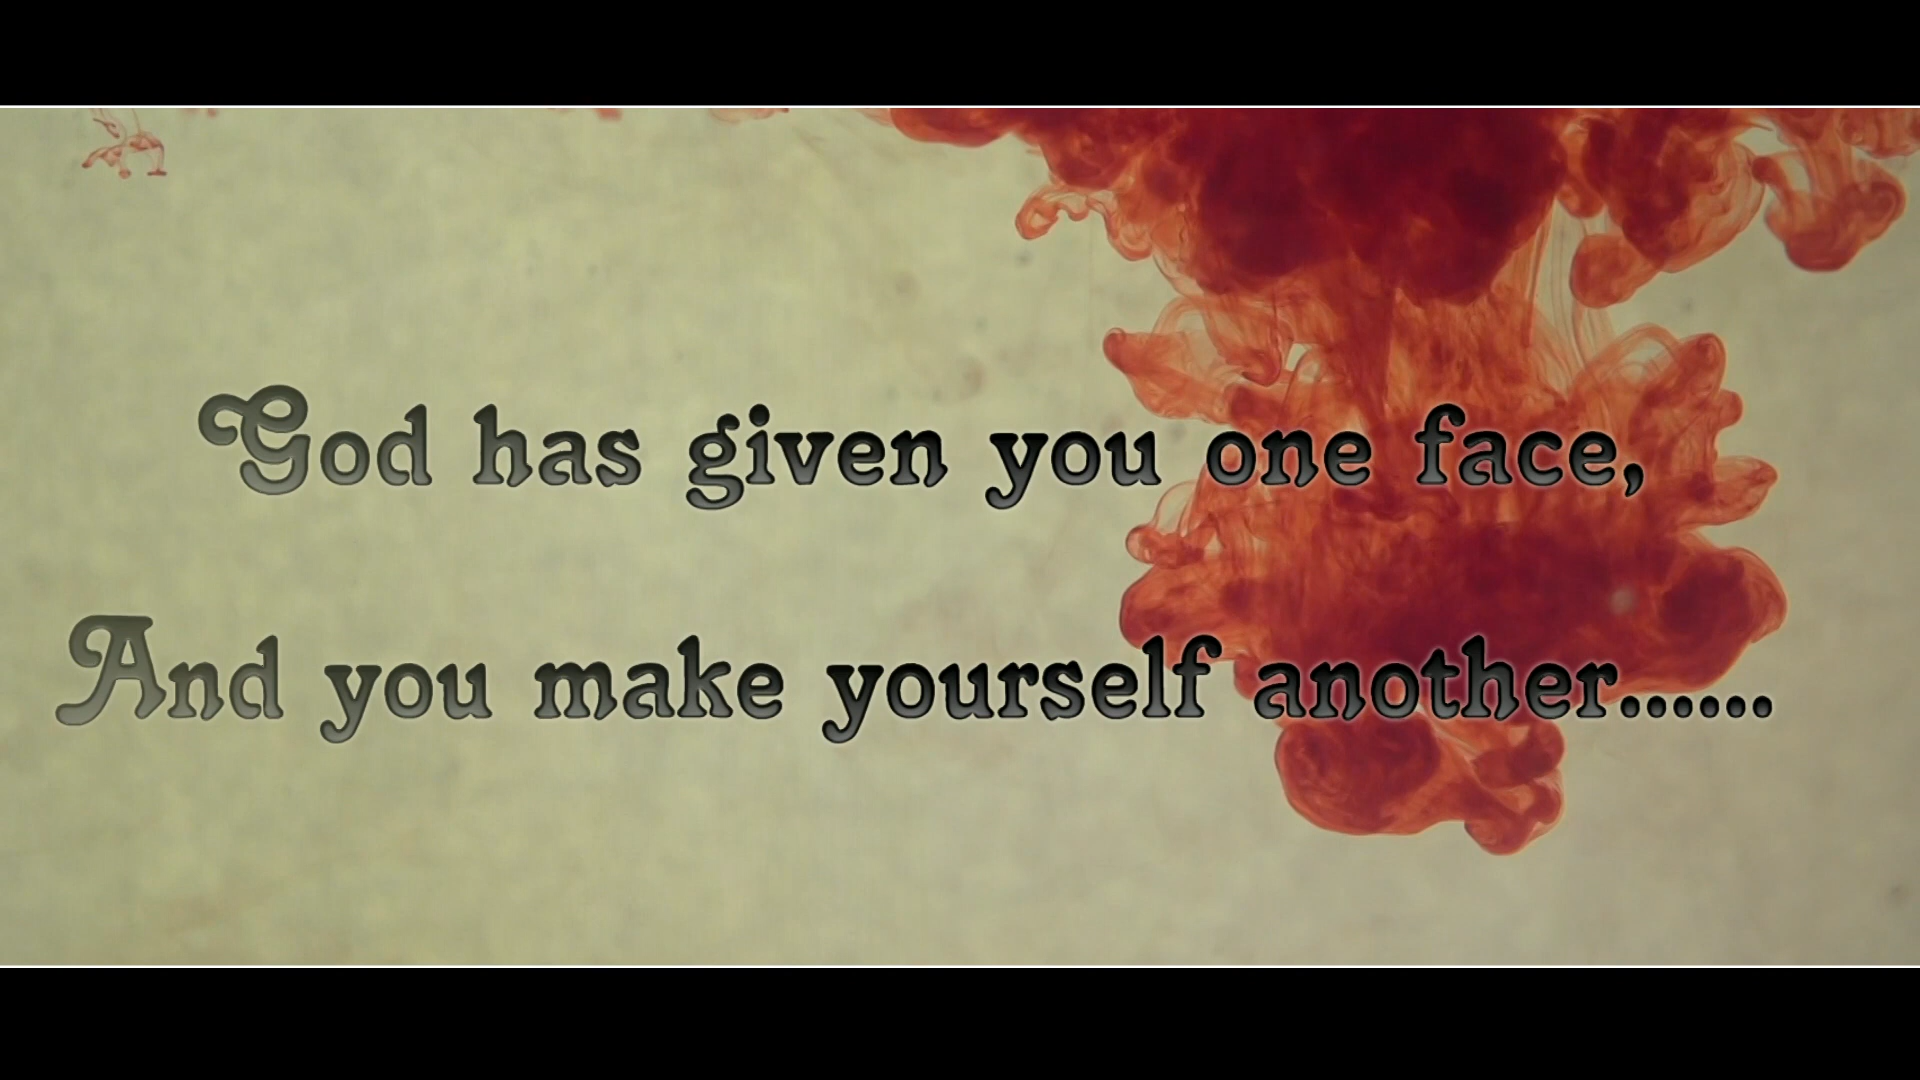 God has given you one face,
And you make yourself another......